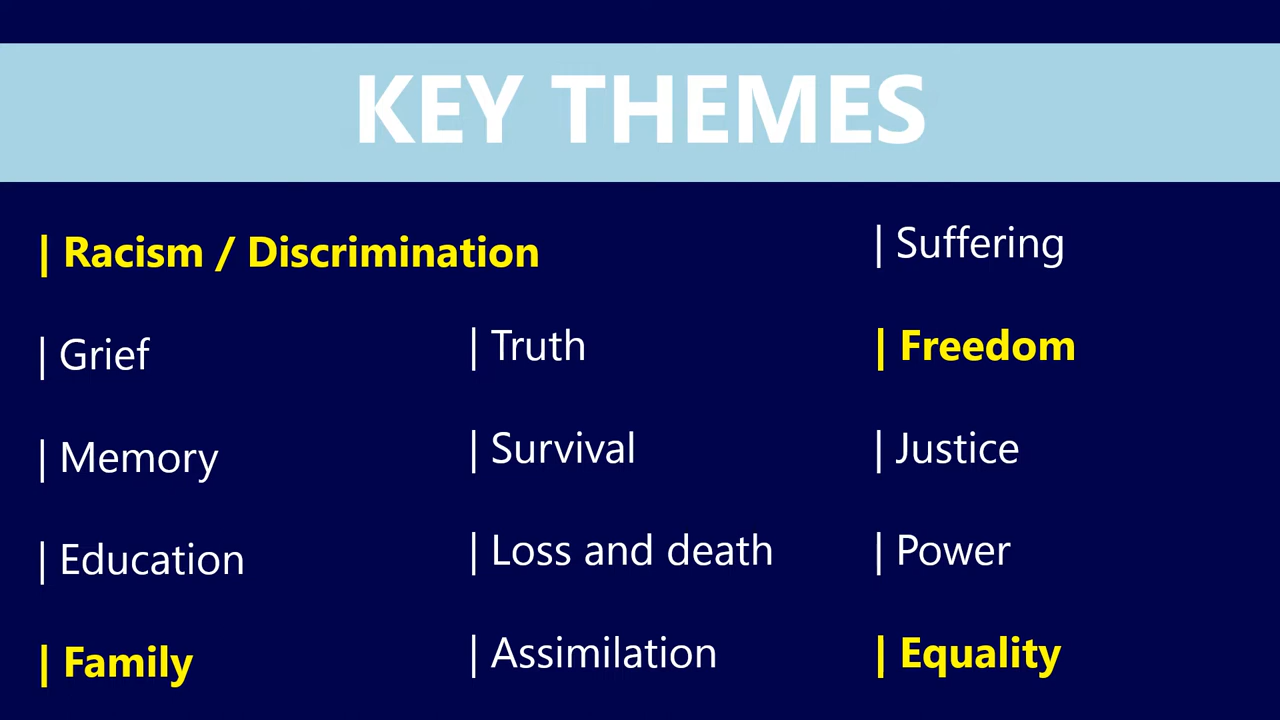 KEY THEMES
| Racism / Discrimination
| Grief
| Memory
| Education
| Family
| Truth
| Survival
| Loss and death
| Assimilation
| Suffering
| Freedom
| Justice
| Power
| Equality